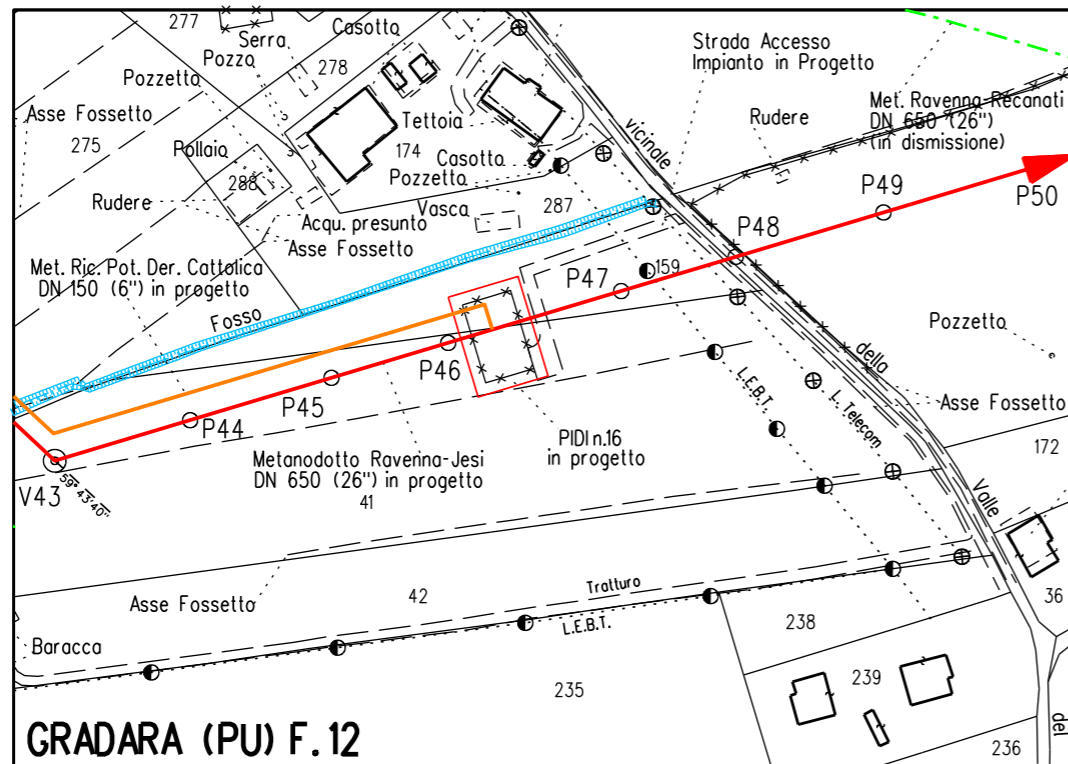 277
Serra
Casotto
Pozzo
278
Pozzetto
Asse Fossetto
275
Strada Accesso
Impianto in Progetto
Met. Ravenna-Recanati
DN 650 (26")
(in dismissione)
Rudere
vicinale
Tettoia
174
Casotto
Pozzetto
Pollaio
288
Rudere
Vasca
287
Acqu. presunto
Asse Fossetto
P49
P50
P48
Met. Ric. Pot. Der. Cattolica
DN 150 (6") in progetto
Fosso
P47
159
P46
Pozzetto
della
P45
L.E.B.T.
L. Telecom
Asse Fossetto
P44
V43
59°43'40"
Metanodotto Ravenna-Jesi
DN 650 (26") in progetto
41
PIDI n.16
in progetto
172
Valle
Asse Fossetto
42
Tratturo
L.E.B.T.
36
238
Baracca
235
239
del
236
GRADARA (PU) F.12